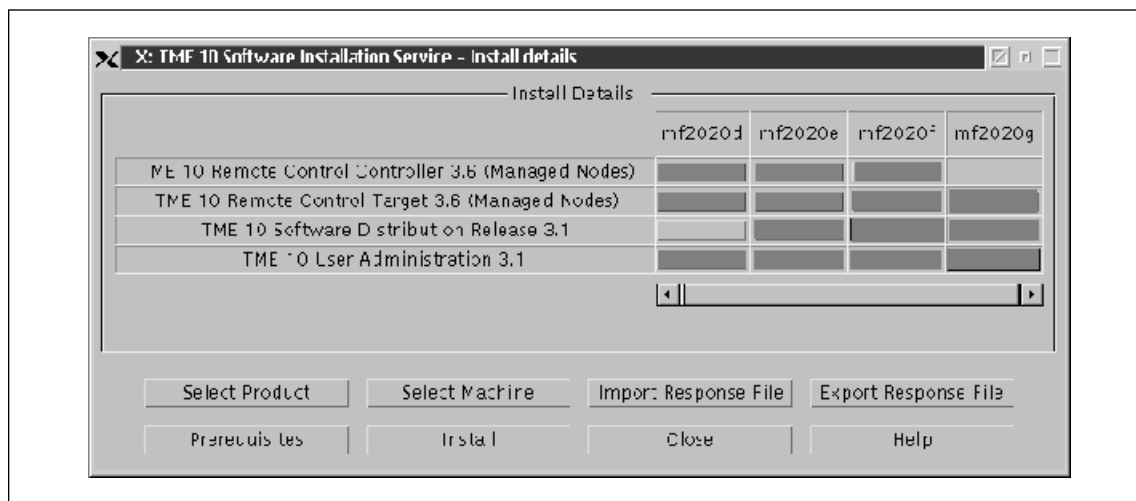 X: TME 10 Software Installation Service - Install details
Install Details
mf2020d mf2020e mf2020f mf2020g
ME 10 Remote Control Controller 3.6 (Managed Nodes)
TME 10 Remote Control Target 3.6 (Managed Nodes)
TME 10 Software Distribution Release 3.1
TME 10 User Administration 3.1
Select Product Select Machine Import Response File Export Response File
Prerequisites Install Close Help